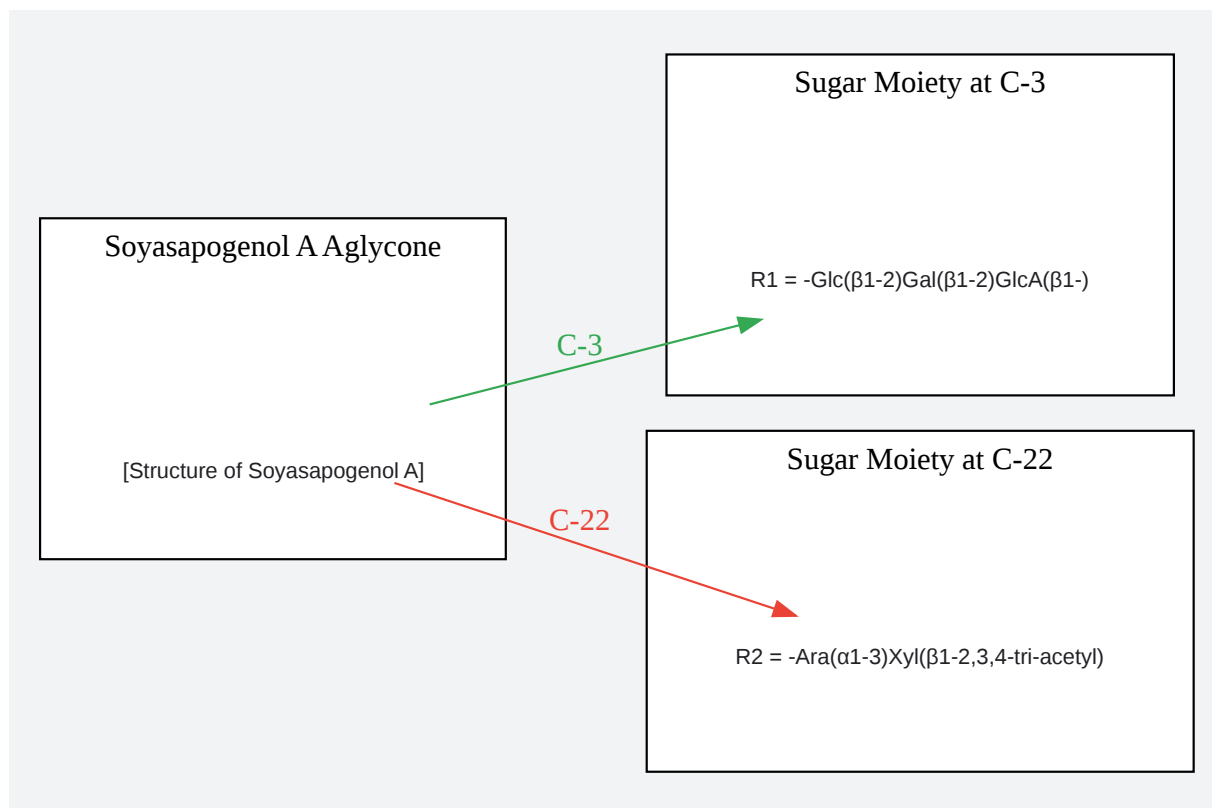 Sugar Moiety at C-3
R1 = -Glc(β1-2)Gal(β1-2)GlcA(β1-)
Soyasapogenol A Aglycone
[Structure of Soyasapogenol A]
C-3
C-22
Sugar Moiety at C-22
R2 = -Ara(α1-3)Xyl(β1-2,3,4-tri-acetyl)